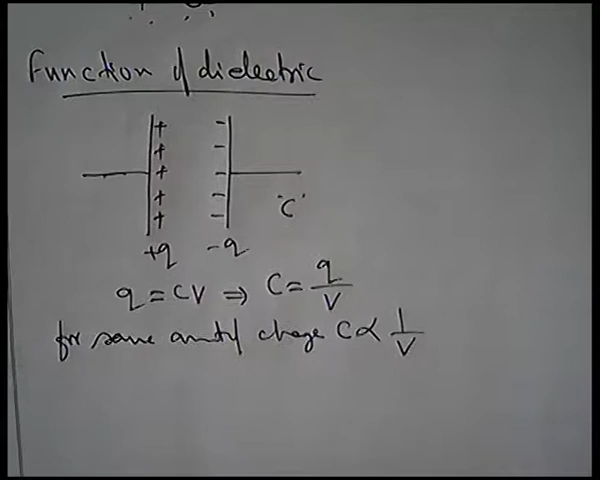 Function of dielectric
+ -
+ -
+ -
+ -
+ -
'C'
+q -q
q = CV ⇒ C = q/V
for same amt of charge C ∝ 1/V